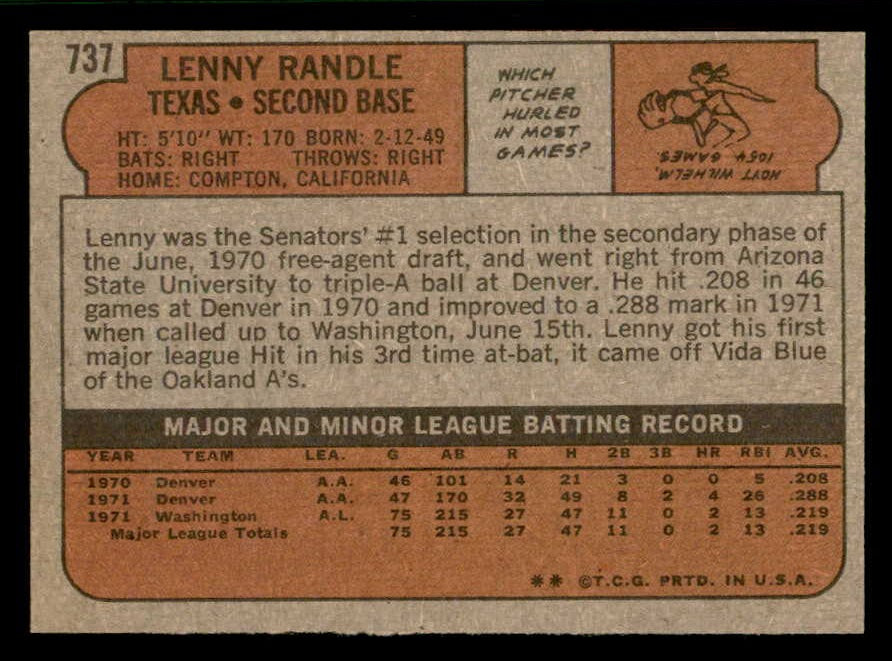 737
LENNY RANDLE
TEXAS • SECOND BASE
HT: 5'10" WT: 170 BORN: 2-12-49
BATS: RIGHT THROWS: RIGHT
HOME: COMPTON, CALIFORNIA
WHICH
PITCHER
HURLED
IN MOST
GAMES?
HOYT WILHELM,
1054 GAMES.
Lenny was the Senators' #1 selection in the secondary phase of
the June, 1970 free-agent draft, and went right from Arizona
State University to triple-A ball at Denver. He hit .208 in 46
games at Denver in 1970 and improved to a .288 mark in 1971
when called up to Washington, June 15th. Lenny got his first
major league Hit in his 3rd time at-bat, it came off Vida Blue
of the Oakland A's.
MAJOR AND MINOR LEAGUE BATTING RECORD
YEAR TEAM LEA. G AB R H 2B 3B HR RBI AVG.
1970 Denver A.A. 46 101 14 21 3 0 0 5 .208
1971 Denver A.A. 47 170 32 49 8 2 4 26 .288
1971 Washington A.L. 75 215 27 47 11 0 2 13 .219
Major League Totals 75 215 27 47 11 0 2 13 .219
** ©T.C.G. PRTD. IN U.S.A.